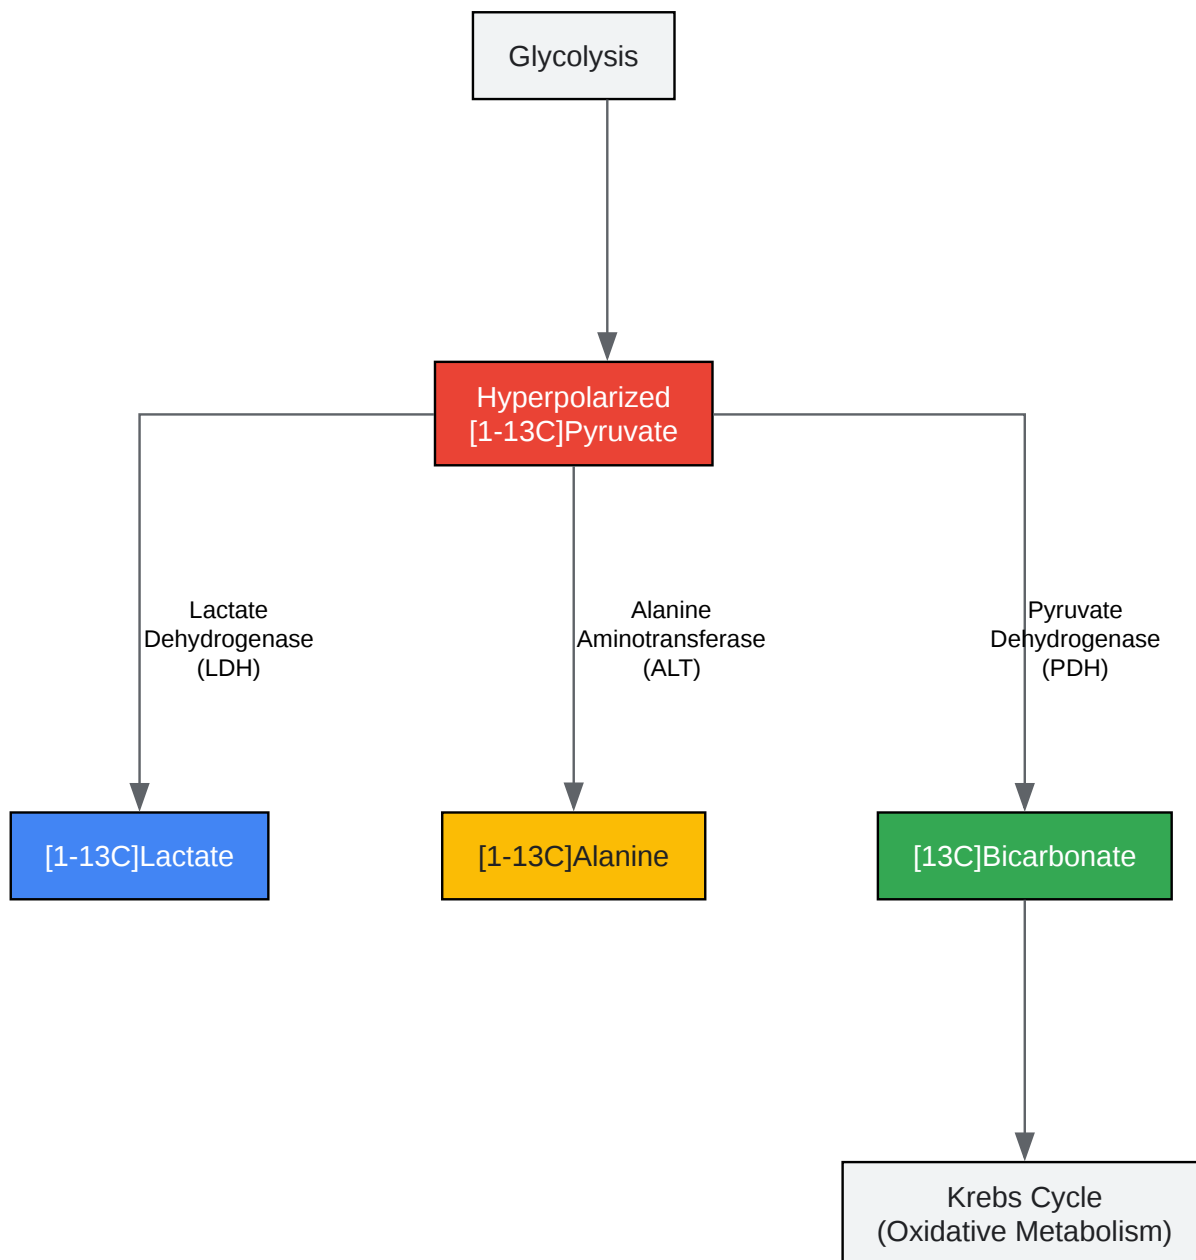 Glycolysis
Hyperpolarized
[1-13C]Pyruvate
Lactate
Dehydrogenase
(LDH)
Alanine
Aminotransferase
(ALT)
Pyruvate
Dehydrogenase
(PDH)
[1-13C]Lactate
[1-13C]Alanine
[13C]Bicarbonate
Krebs Cycle
(Oxidative Metabolism)